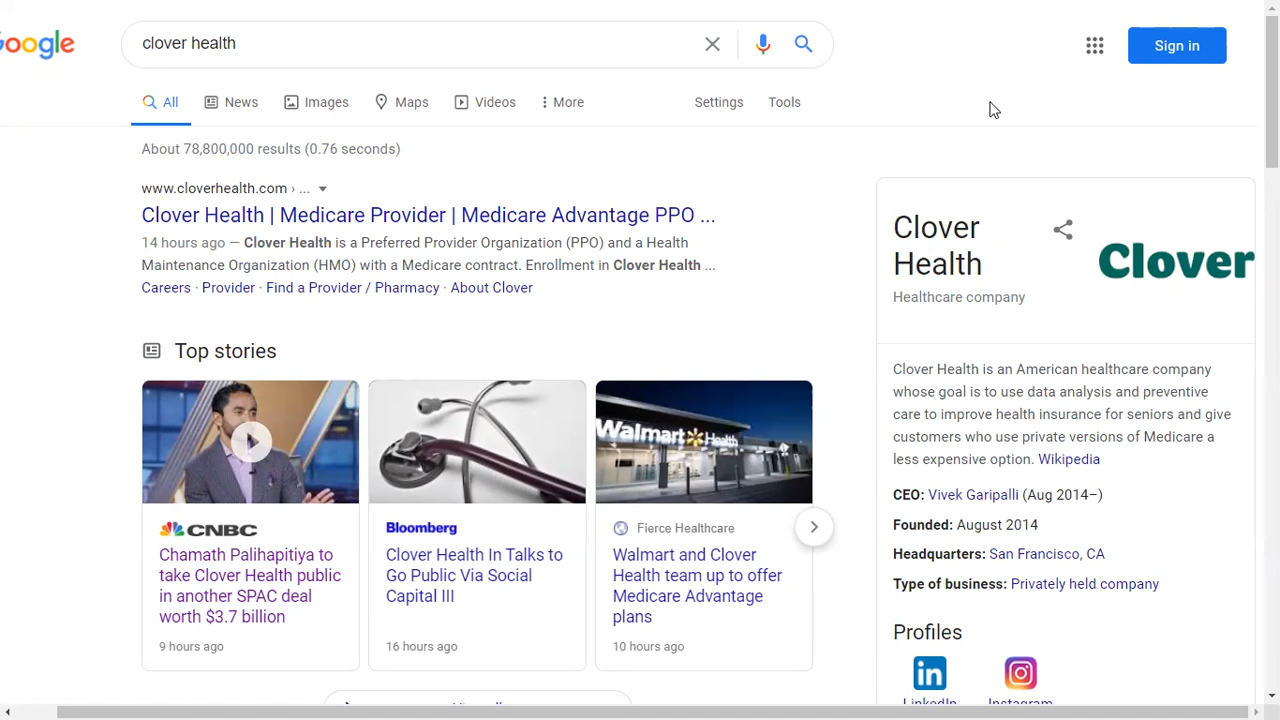 Google
clover health
Sign in
All
News
Images
Maps
Videos
More
Settings
Tools
About 78,800,000 results (0.76 seconds)
www.cloverhealth.com › ...
Clover Health | Medicare Provider | Medicare Advantage PPO ...
14 hours ago — Clover Health is a Preferred Provider Organization (PPO) and a Health
Maintenance Organization (HMO) with a Medicare contract. Enrollment in Clover Health ...
Careers · Provider · Find a Provider / Pharmacy · About Clover
Top stories
CNBC
Chamath Palihapitiya to
take Clover Health public
in another SPAC deal
worth $3.7 billion
9 hours ago
Bloomberg
Clover Health In Talks to
Go Public Via Social
Capital III
16 hours ago
Walmart Health
Fierce Healthcare
Walmart and Clover
Health team up to offer
Medicare Advantage
plans
10 hours ago
Clover
Health
Healthcare company
Clover
Clover Health is an American healthcare company
whose goal is to use data analysis and preventive
care to improve health insurance for seniors and give
customers who use private versions of Medicare a
less expensive option. Wikipedia
CEO: Vivek Garipalli (Aug 2014–)
Founded: August 2014
Headquarters: San Francisco, CA
Type of business: Privately held company
Profiles
in
LinkedIn
Instagram